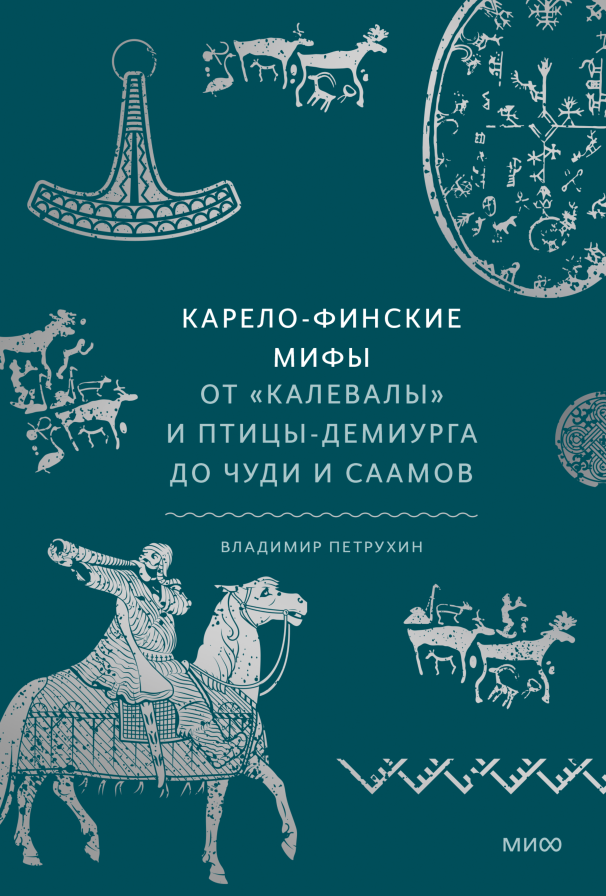 КАРЕЛО-ФИНСКИЕ
МИФЫ
ОТ «КАЛЕВАЛЫ»
И ПТИЦЫ-ДЕМИУРГА
ДО ЧУДИ И СААМОВ
ВЛАДИМИР ПЕТРУХИН
МИФ